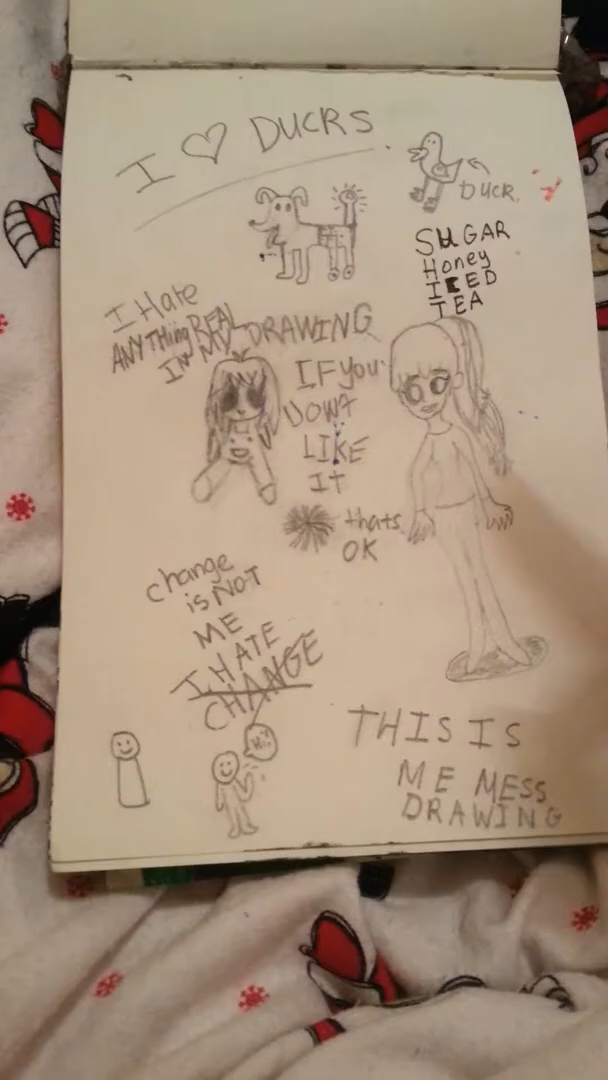 I ♡ DUCKS.
DUCK.
SUGAR
Honey
ICED
TEA
I Hate
ANYTHING REAL
IN MY DRAWING
IF You
DON'T
LIKE
IT
thats
OK
change
is NOT
ME
I HATE
CHANGE
Hi!
THIS IS
ME MESS
DRAWING